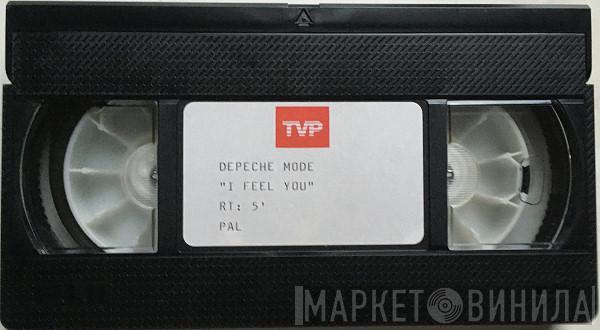 TVP
DEPECHE MODE
"I FEEL YOU"
RT: 5'
PAL
МАРКЕТ ВИНИЛА